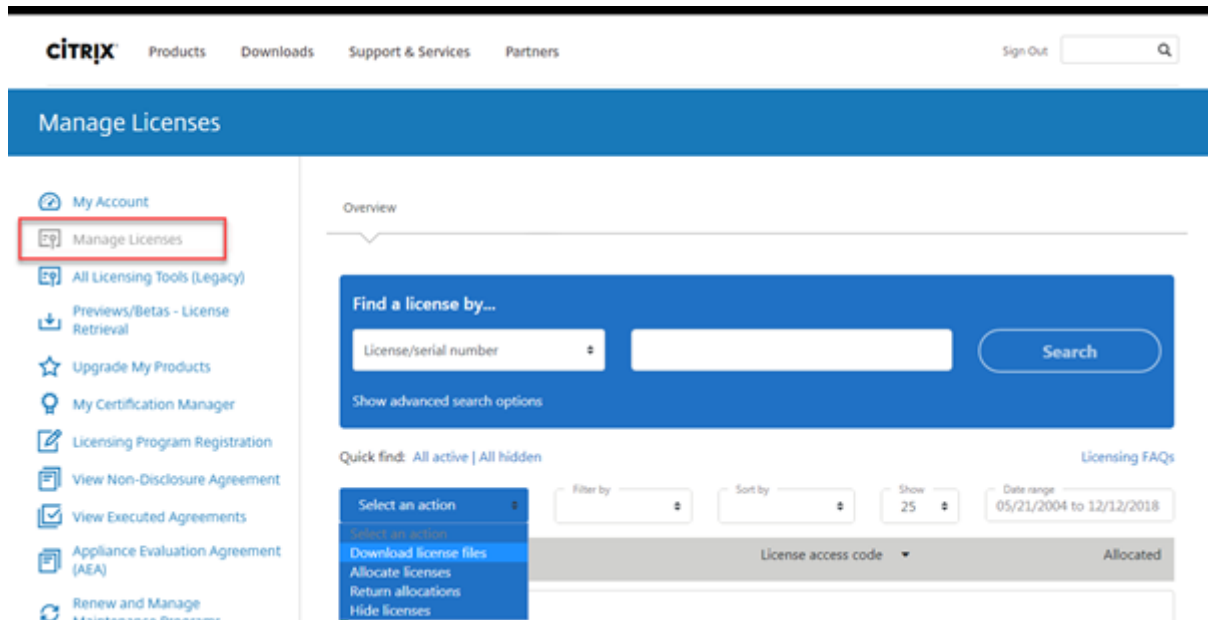 CİTRIX Products Downloads Support & Services Partners Sign Out
Manage Licenses
My Account
Manage Licenses
All Licensing Tools (Legacy)
Previews/Betas - License
Retrieval
Upgrade My Products
My Certification Manager
Licensing Program Registration
View Non-Disclosure Agreement
View Executed Agreements
Appliance Evaluation Agreement
(AEA)
Renew and Manage
Maintenance Programs
Overview
Find a license by...
License/serial number
Search
Show advanced search options
Quick find: All active | All hidden
Licensing FAQs
Select an action
Filter by
Sort by
Show
25
Date range
05/21/2004 to 12/12/2018
Select an action
Download license files
Allocate licenses
Return allocations
Hide licenses
License access code
Allocated